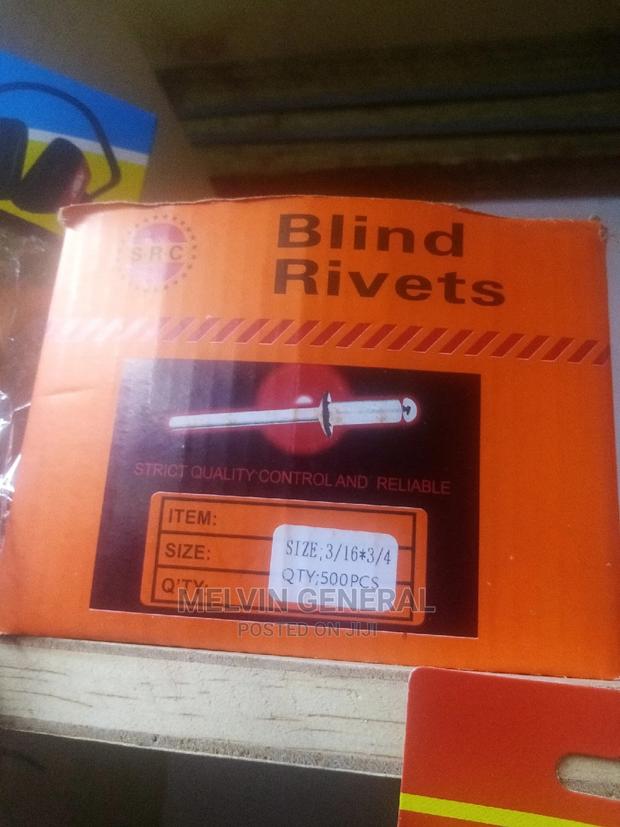 SRC
Blind
Rivets
STRICT QUALITY CONTROL AND RELIABLE
ITEM:
SIZE:
SIZE;3/16*3/4
Q'TY:
QTY;500PCS
MELVIN GENERAL
POSTED ON JIJI